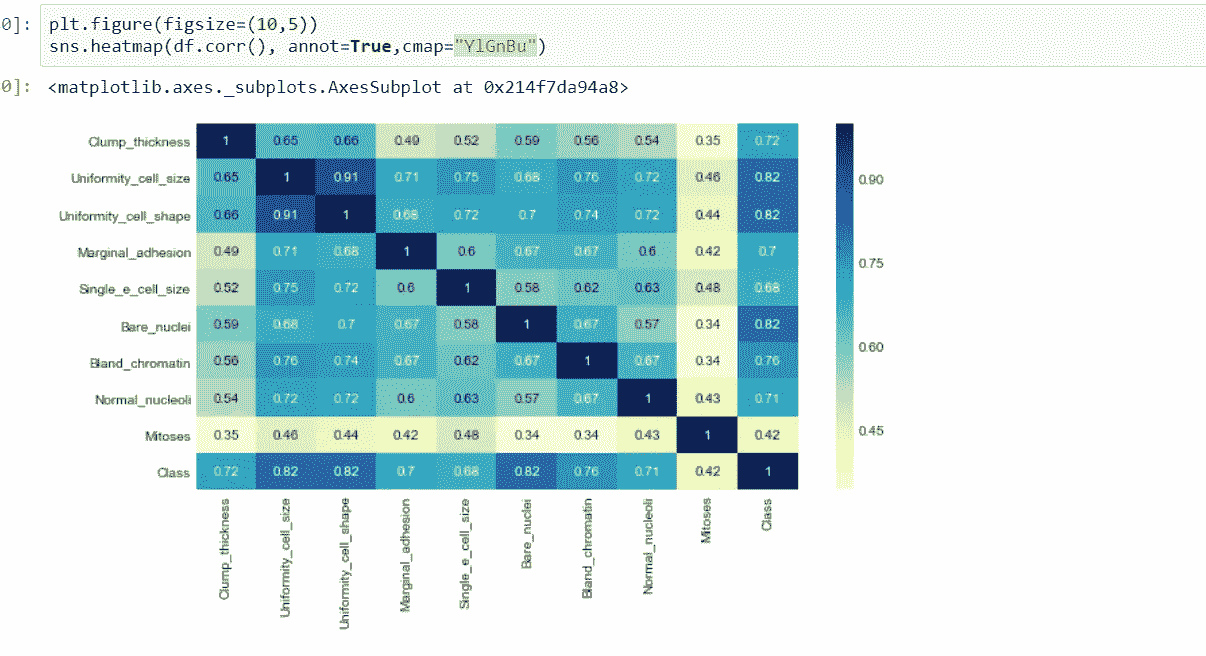 0]: plt.figure(figsize=(10,5))
sns.heatmap(df.corr(), annot=True,cmap="YlGnBu")
0]: <matplotlib.axes._subplots.AxesSubplot at 0x214f7da94a8>
Clump_thickness 1 0.65 0.66 0.49 0.52 0.59 0.56 0.54 0.35 0.72
Uniformity_cell_size 0.65 1 0.91 0.71 0.75 0.68 0.76 0.72 0.46 0.82
Uniformity_cell_shape 0.66 0.91 1 0.68 0.72 0.7 0.74 0.72 0.44 0.82
Marginal_adhesion 0.49 0.71 0.68 1 0.6 0.67 0.67 0.6 0.42 0.7
Single_e_cell_size 0.52 0.75 0.72 0.6 1 0.58 0.62 0.63 0.48 0.68
Bare_nuclei 0.59 0.68 0.7 0.67 0.58 1 0.67 0.57 0.34 0.82
Bland_chromatin 0.56 0.76 0.74 0.67 0.62 0.67 1 0.67 0.34 0.76
Normal_nucleoli 0.54 0.72 0.72 0.6 0.63 0.57 0.67 1 0.43 0.71
Mitoses 0.35 0.46 0.44 0.42 0.48 0.34 0.34 0.43 1 0.42
Class 0.72 0.82 0.82 0.7 0.68 0.82 0.76 0.71 0.42 1
0.90
0.75
0.60
0.45
Clump_thickness
Uniformity_cell_size
Uniformity_cell_shape
Marginal_adhesion
Single_e_cell_size
Bare_nuclei
Bland_chromatin
Normal_nucleoli
Mitoses
Class